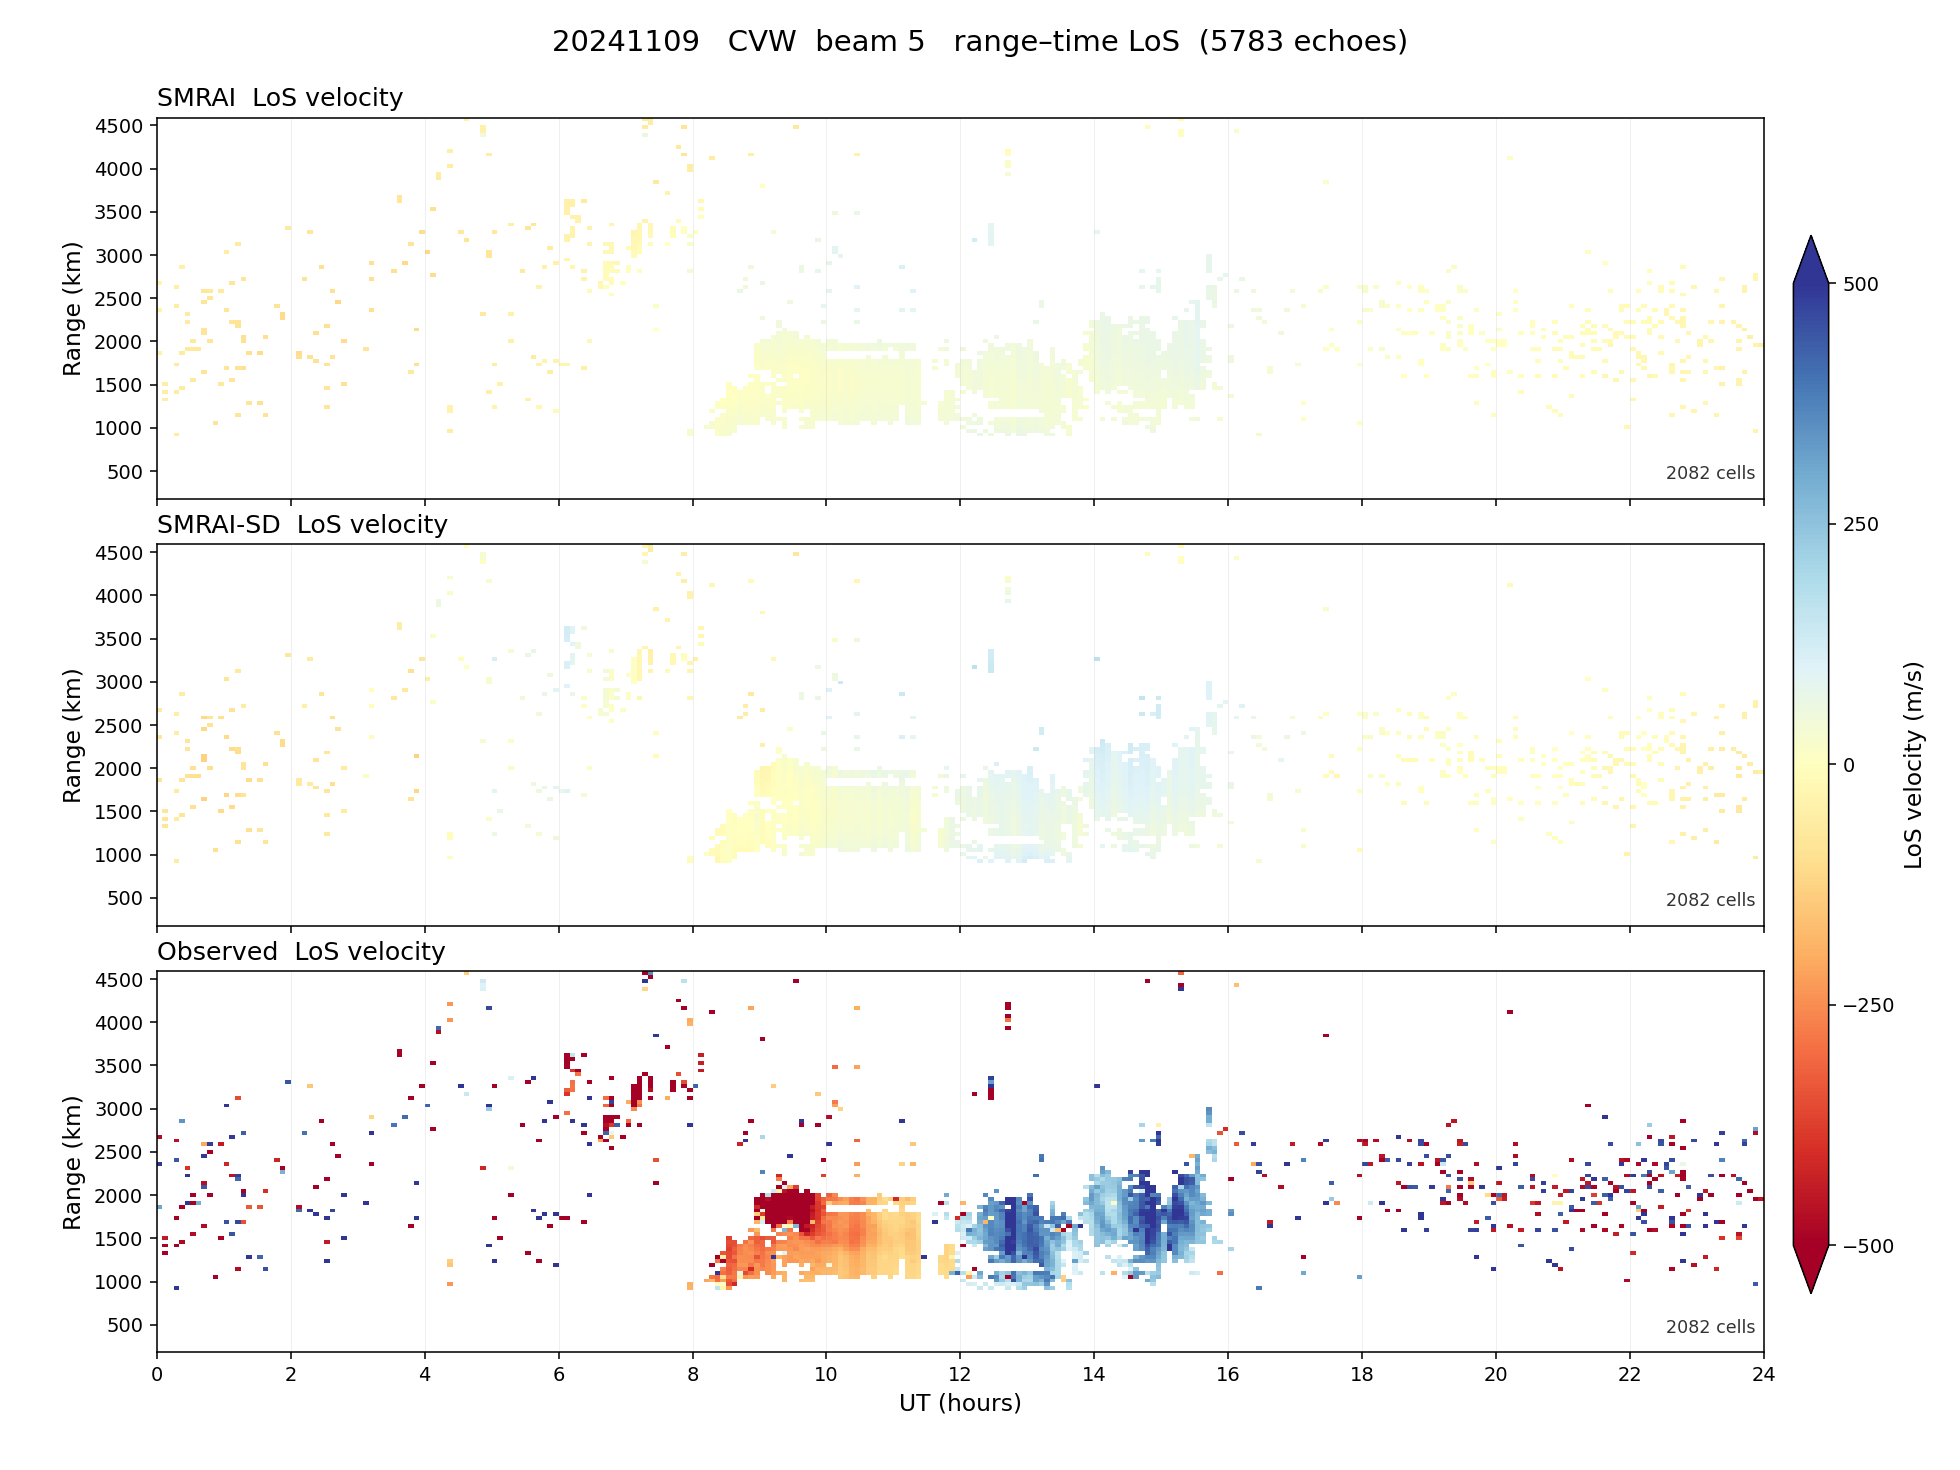 20241109   CVW  beam 5   range–time LoS  (5783 echoes)
SMRAI  LoS velocity
4500
4000
3500
3000
2500
2000
1500
1000
500
Range (km)
2082 cells
SMRAI-SD  LoS velocity
4500
4000
3500
3000
2500
2000
1500
1000
500
Range (km)
2082 cells
Observed  LoS velocity
4500
4000
3500
3000
2500
2000
1500
1000
500
Range (km)
2082 cells
0 2 4 6 8 10 12 14 16 18 20 22 24
UT (hours)
500
250
0
−250
−500
LoS velocity (m/s)